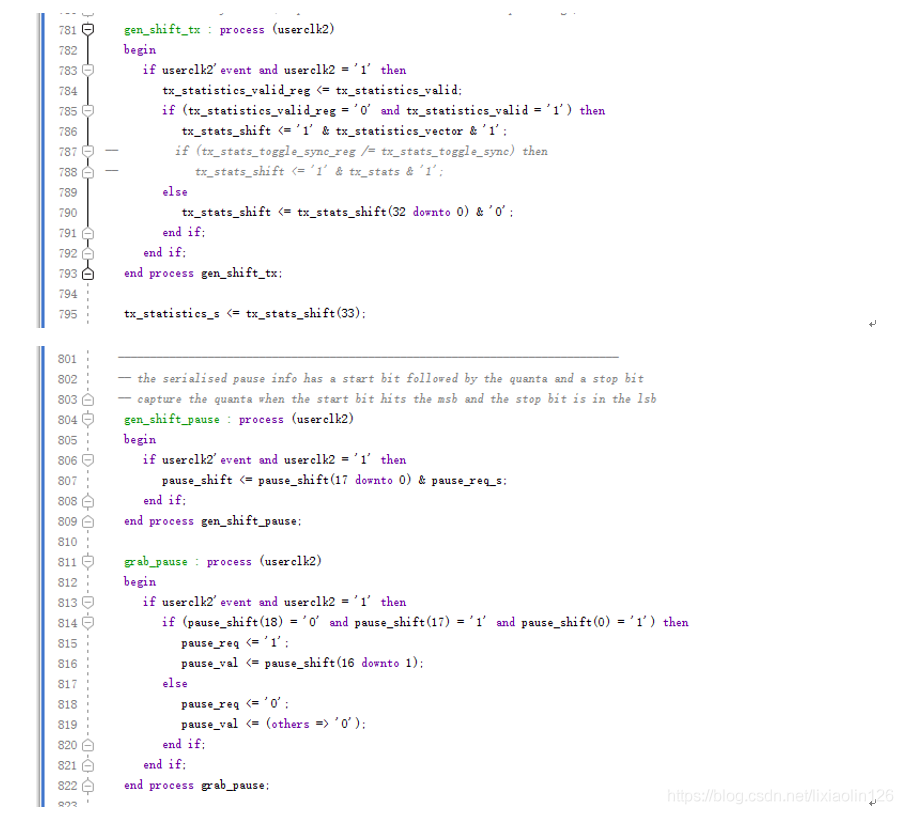 781 gen_shift_tx : process (userclk2)
782 begin
783 if userclk2'event and userclk2 = '1' then
784 tx_statistics_valid_reg <= tx_statistics_valid;
785 if (tx_statistics_valid_reg = '0' and tx_statistics_valid = '1') then
786 tx_stats_shift <= '1' & tx_statistics_vector & '1';
787 -- if (tx_stats_toggle_sync_reg /= tx_stats_toggle_sync) then
788 -- tx_stats_shift <= '1' & tx_stats & '1';
789 else
790 tx_stats_shift <= tx_stats_shift(32 downto 0) & '0';
791 end if;
792 end if;
793 end process gen_shift_tx;
794
795 tx_statistics_s <= tx_stats_shift(33);
801 ------------------------------------------------------------------------------
802 -- the serialised pause info has a start bit followed by the quanta and a stop bit
803 -- capture the quanta when the start bit hits the msb and the stop bit is in the lsb
804 gen_shift_pause : process (userclk2)
805 begin
806 if userclk2'event and userclk2 = '1' then
807 pause_shift <= pause_shift(17 downto 0) & pause_req_s;
808 end if;
809 end process gen_shift_pause;
810
811 grab_pause : process (userclk2)
812 begin
813 if userclk2'event and userclk2 = '1' then
814 if (pause_shift(18) = '0' and pause_shift(17) = '1' and pause_shift(0) = '1') then
815 pause_req <= '1';
816 pause_val <= pause_shift(16 downto 1);
817 else
818 pause_req <= '0';
819 pause_val <= (others => '0');
820 end if;
821 end if;
822 end process grab_pause;
823
https://blog.csdn.net/lixiaolin126